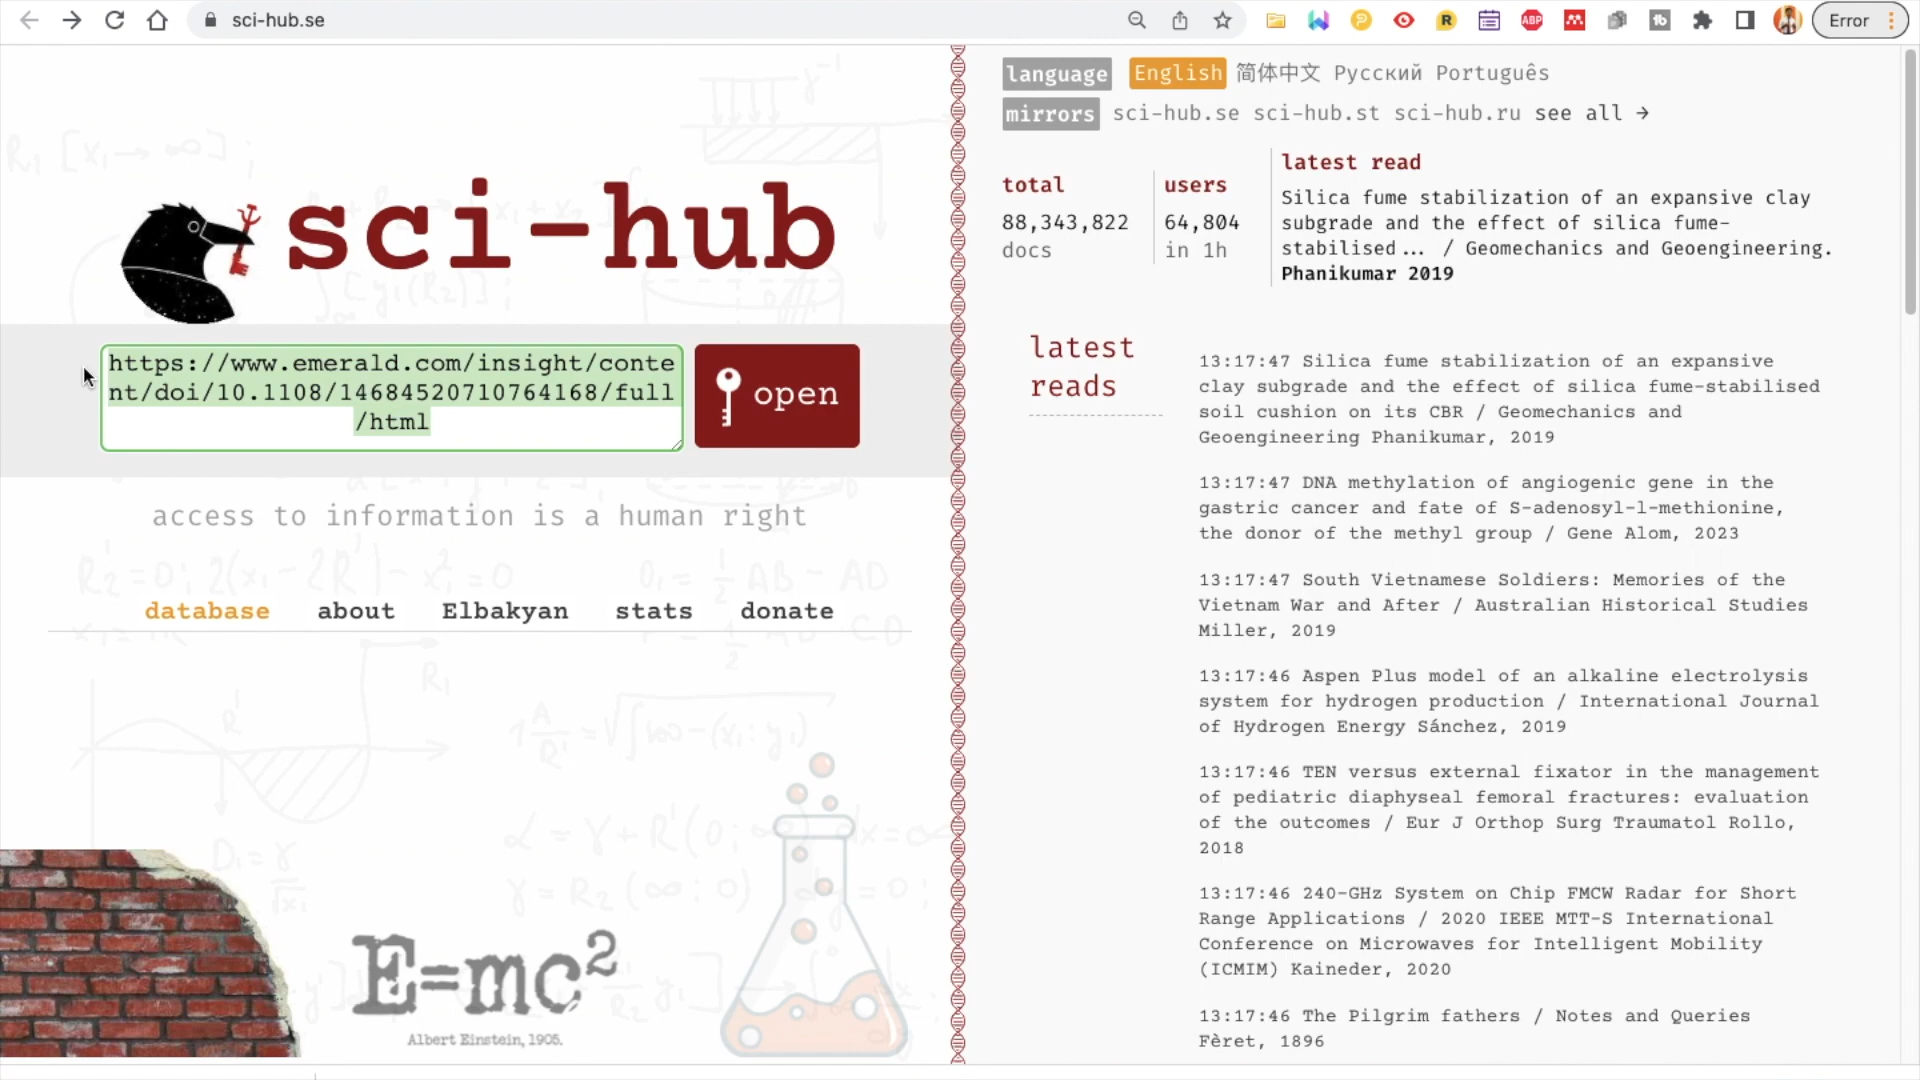 sci-hub.se
Error
sci-hub
https://www.emerald.com/insight/conte
nt/doi/10.1108/14684520710764168/full
/html
open
access to information is a human right
database about Elbakyan stats donate
E=mc²
Albert Einstein, 1905.
language English 简体中文 Русский Português
mirrors sci-hub.se sci-hub.st sci-hub.ru see all →
total
88,343,822
docs
users
64,804
in 1h
latest read
Silica fume stabilization of an expansive clay
subgrade and the effect of silica fume-
stabilised... / Geomechanics and Geoengineering.
Phanikumar 2019
latest
reads
13:17:47 Silica fume stabilization of an expansive
clay subgrade and the effect of silica fume-stabilised
soil cushion on its CBR / Geomechanics and
Geoengineering Phanikumar, 2019
13:17:47 DNA methylation of angiogenic gene in the
gastric cancer and fate of S-adenosyl-l-methionine,
the donor of the methyl group / Gene Alom, 2023
13:17:47 South Vietnamese Soldiers: Memories of the
Vietnam War and After / Australian Historical Studies
Miller, 2019
13:17:46 Aspen Plus model of an alkaline electrolysis
system for hydrogen production / International Journal
of Hydrogen Energy Sánchez, 2019
13:17:46 TEN versus external fixator in the management
of pediatric diaphyseal femoral fractures: evaluation
of the outcomes / Eur J Orthop Surg Traumatol Rollo,
2018
13:17:46 240-GHz System on Chip FMCW Radar for Short
Range Applications / 2020 IEEE MTT-S International
Conference on Microwaves for Intelligent Mobility
(ICMIM) Kaineder, 2020
13:17:46 The Pilgrim fathers / Notes and Queries
Fèret, 1896